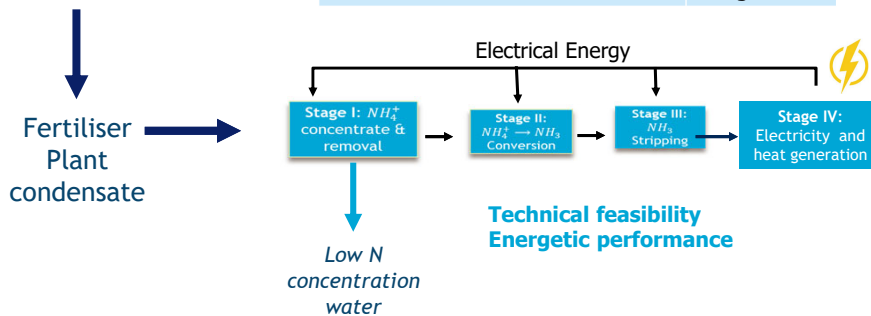 Electrical Energy
Fertiliser
Plant
condensate
Stage I: NH₄⁺
concentrate &
removal
Stage II:
NH₄⁺ → NH₃
Conversion
Stage III:
NH₃
Stripping
Stage IV:
Electricity and
heat generation
Technical feasibility
Energetic performance
Low N
concentration
water